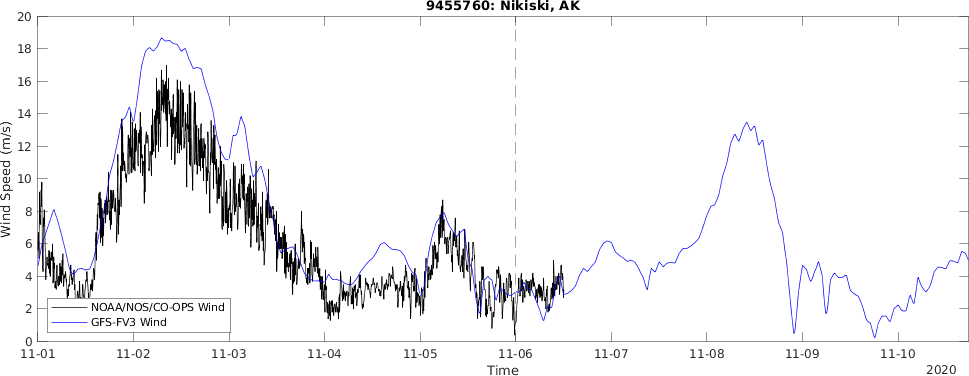 9455760: Nikiski, AK
20
18
16
14
12
10
8
6
4
2
0
Wind Speed (m/s)
NOAA/NOS/CO-OPS Wind
GFS-FV3 Wind
11-01 11-02 11-03 11-04 11-05 11-06 11-07 11-08 11-09 11-10
Time
2020